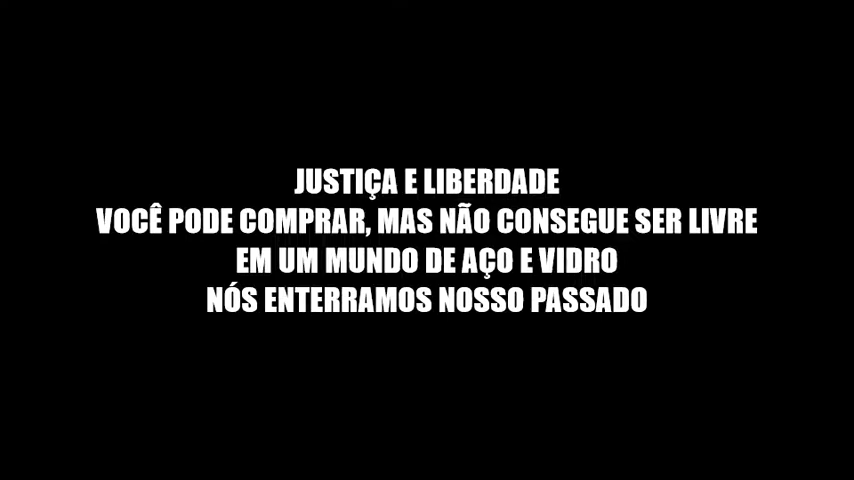 JUSTIÇA E LIBERDADE
VOCÊ PODE COMPRAR, MAS NÃO CONSEGUE SER LIVRE
EM UM MUNDO DE AÇO E VIDRO
NÓS ENTERRAMOS NOSSO PASSADO